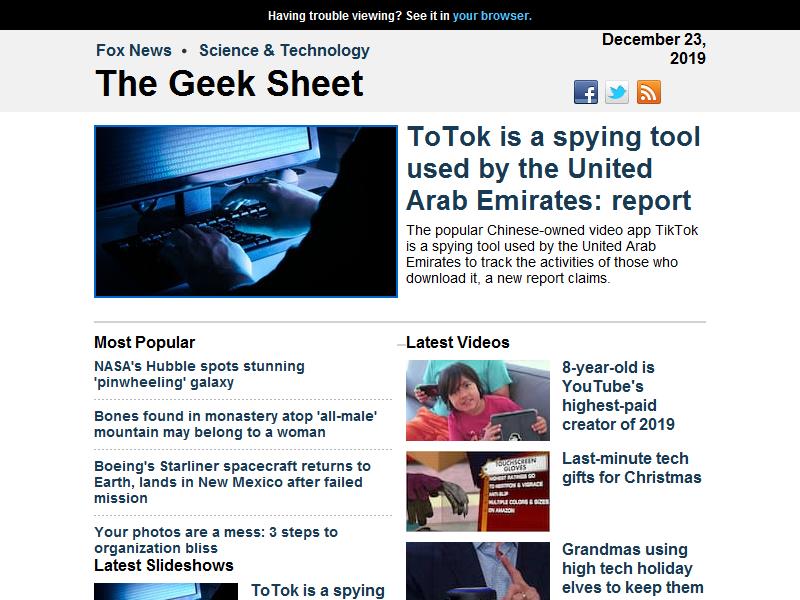 Having trouble viewing? See it in your browser.
Fox News • Science & Technology
The Geek Sheet
December 23,
2019
ToTok is a spying tool
used by the United
Arab Emirates: report
The popular Chinese-owned video app TikTok
is a spying tool used by the United Arab
Emirates to track the activities of those who
download it, a new report claims.
Most Popular
NASA's Hubble spots stunning
'pinwheeling' galaxy
Bones found in monastery atop 'all-male'
mountain may belong to a woman
Boeing's Starliner spacecraft returns to
Earth, lands in New Mexico after failed
mission
Your photos are a mess: 3 steps to
organization bliss
Latest Slideshows
ToTok is a spying
Latest Videos
8-year-old is
YouTube's
highest-paid
creator of 2019
TOUCHSCREEN
GLOVES
HIGHEST RATINGS GO
TO NESTRON & VGRACE
ANTI-SLIP
MULTIPLE COLORS & SIZES
ON AMAZON
Last-minute tech
gifts for Christmas
Grandmas using
high tech holiday
elves to keep them